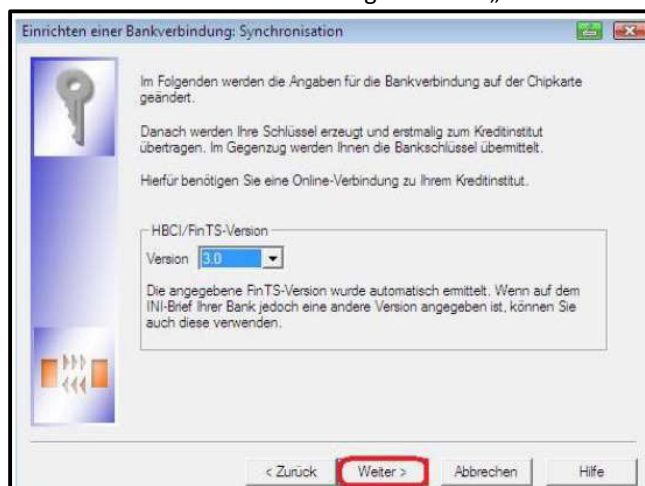 Einrichten einer Bankverbindung: Synchronisation
Im Folgenden werden die Angaben für die Bankverbindung auf der Chipkarte
geändert.
Danach werden Ihre Schlüssel erzeugt und erstmalig zum Kreditinstitut
übertragen. Im Gegenzug werden Ihnen die Bankschlüssel übermittelt.
Hierfür benötigen Sie eine Online-Verbindung zu Ihrem Kreditinstitut.
HBCI/FinTS-Version
Version 3.0
Die angegebene FinTS-Version wurde automatisch ermittelt. Wenn auf dem
INI-Brief Ihrer Bank jedoch eine andere Version angegeben ist, können Sie
auch diese verwenden.
< Zurück Weiter > Abbrechen Hilfe